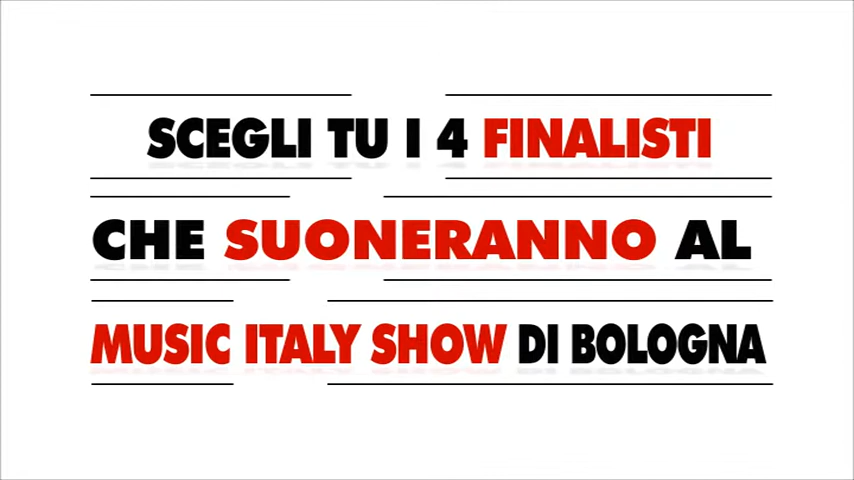 SCEGLI TU I 4 FINALISTI
CHE SUONERANNO AL
MUSIC ITALY SHOW DI BOLOGNA